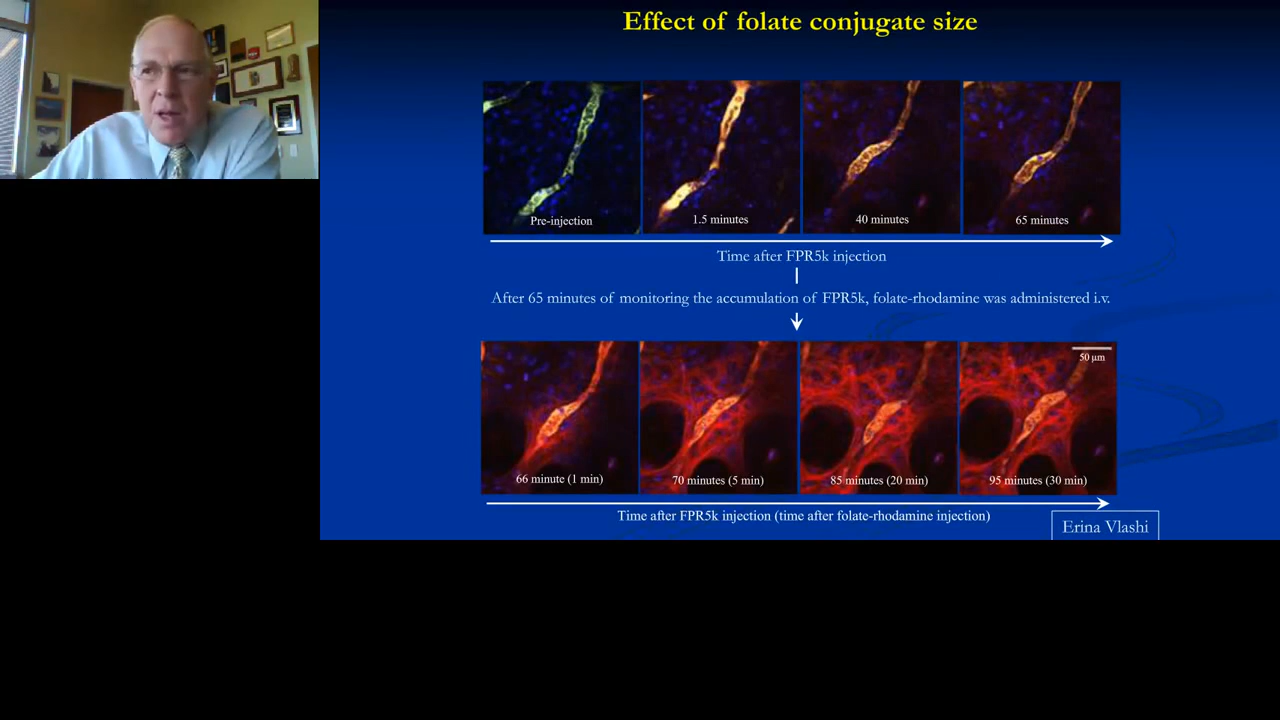 Effect of folate conjugate size
Pre-injection
1.5 minutes
40 minutes
65 minutes
Time after FPR5k injection
After 65 minutes of monitoring the accumulation of FPR5k, folate-rhodamine was administered i.v.
50 µm
66 minute (1 min)
70 minutes (5 min)
85 minutes (20 min)
95 minutes (30 min)
Time after FPR5k injection (time after folate-rhodamine injection)
Erina Vlashi